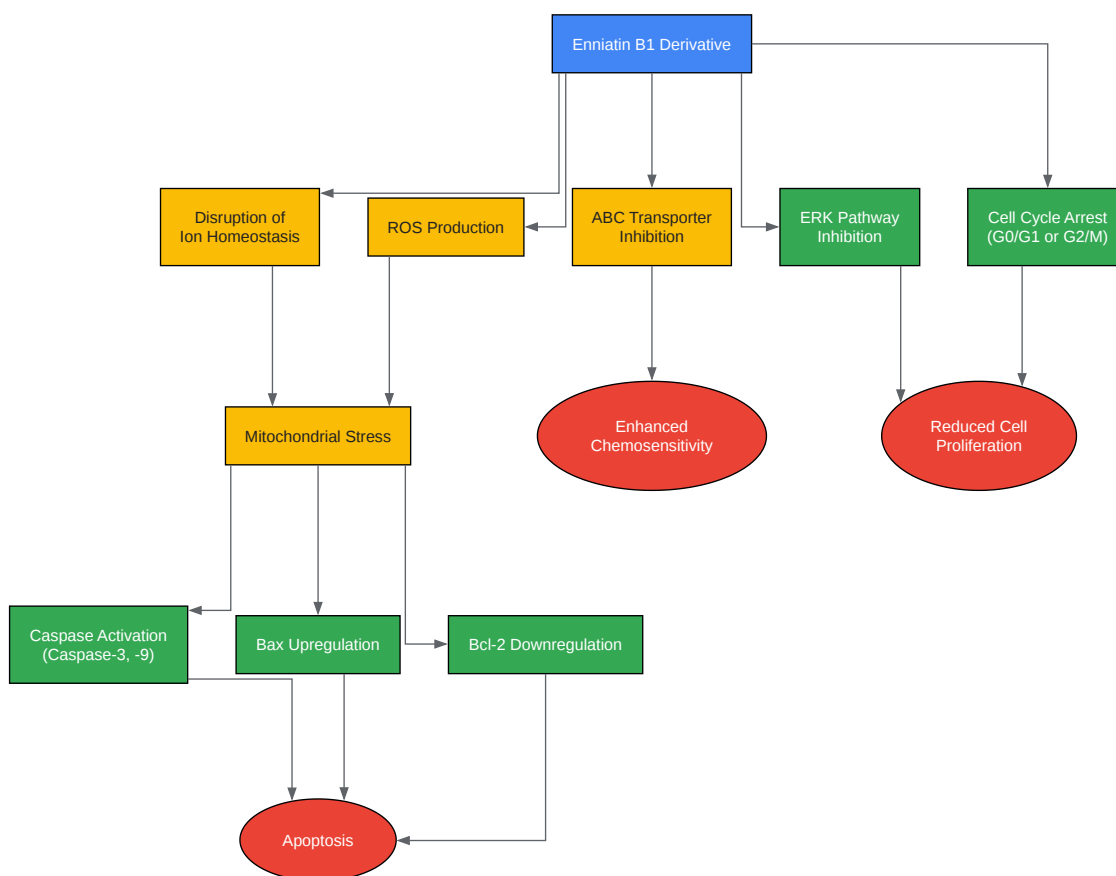 Enniatin B1 Derivative
Disruption of
Ion Homeostasis
ROS Production
ABC Transporter
Inhibition
ERK Pathway
Inhibition
Cell Cycle Arrest
(G0/G1 or G2/M)
Mitochondrial Stress
Enhanced
Chemosensitivity
Reduced Cell
Proliferation
Caspase Activation
(Caspase-3, -9)
Bax Upregulation
Bcl-2 Downregulation
Apoptosis